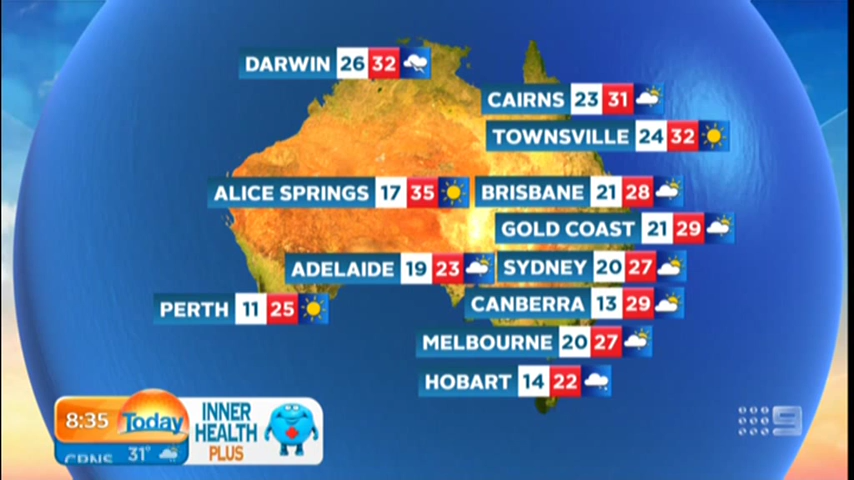 DARWIN 26 32
CAIRNS 23 31
TOWNSVILLE 24 32
ALICE SPRINGS 17 35
BRISBANE 21 28
GOLD COAST 21 29
ADELAIDE 19 23
SYDNEY 20 27
PERTH 11 25
CANBERRA 13 29
MELBOURNE 20 27
HOBART 14 22
8:35 Today
CRNS 31°
INNER
HEALTH
PLUS
9